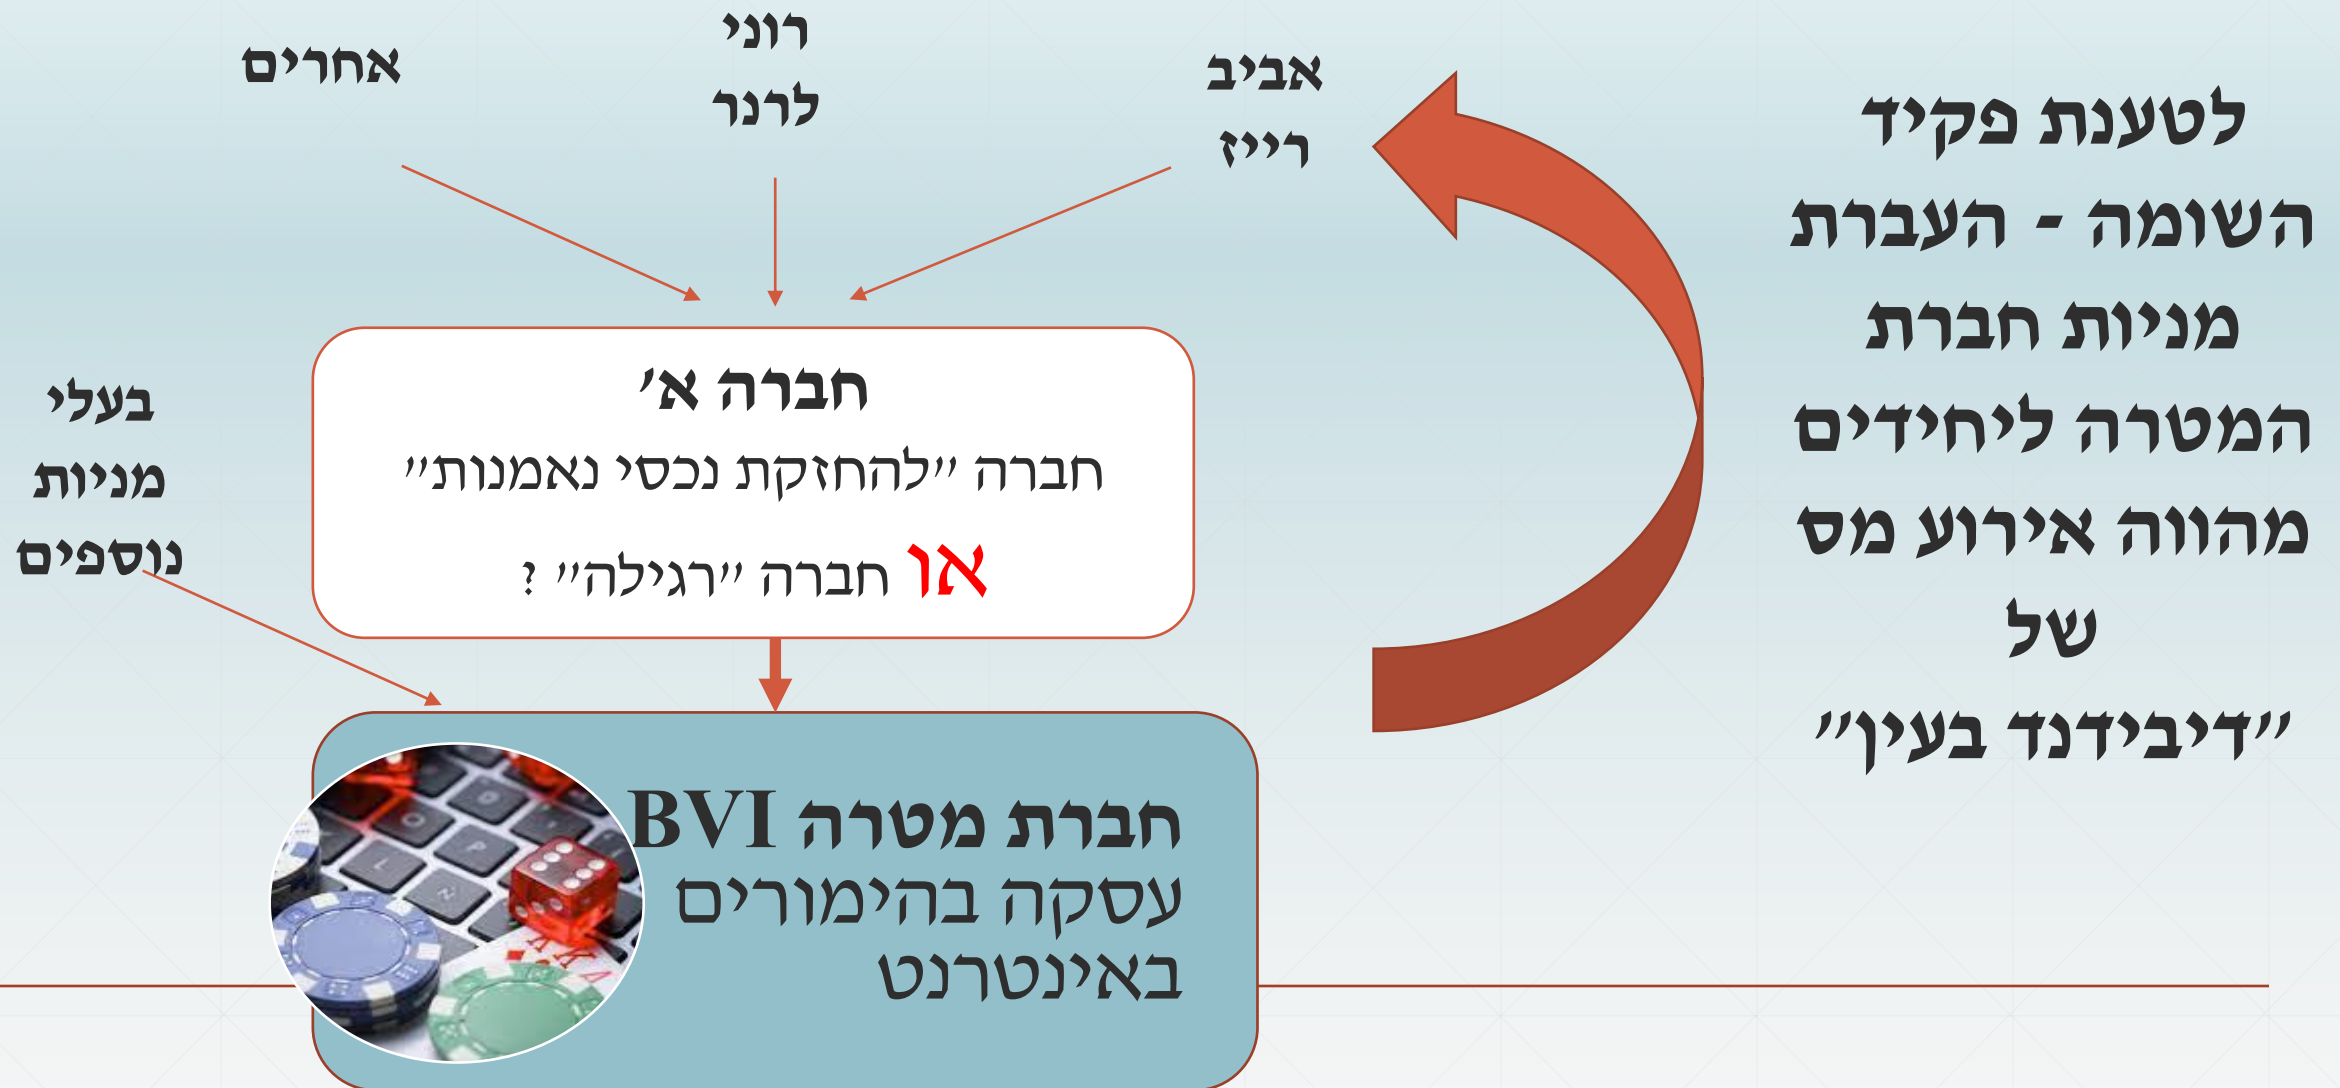 לטענת פקיד
השומה - העברת
מניות חברת
המטרה ליחידים
מהווה אירוע מס
של
״דיבידנד בעין״
אביב
רייז
רוני
לרנר
אחרים
חברה א׳
חברה ״להחזקת נכסי נאמנות״
או חברה ״רגילה״ ?
בעלי
מניות
נוספים
חברת מטרה BVI
עסקה בהימורים
באינטרנט